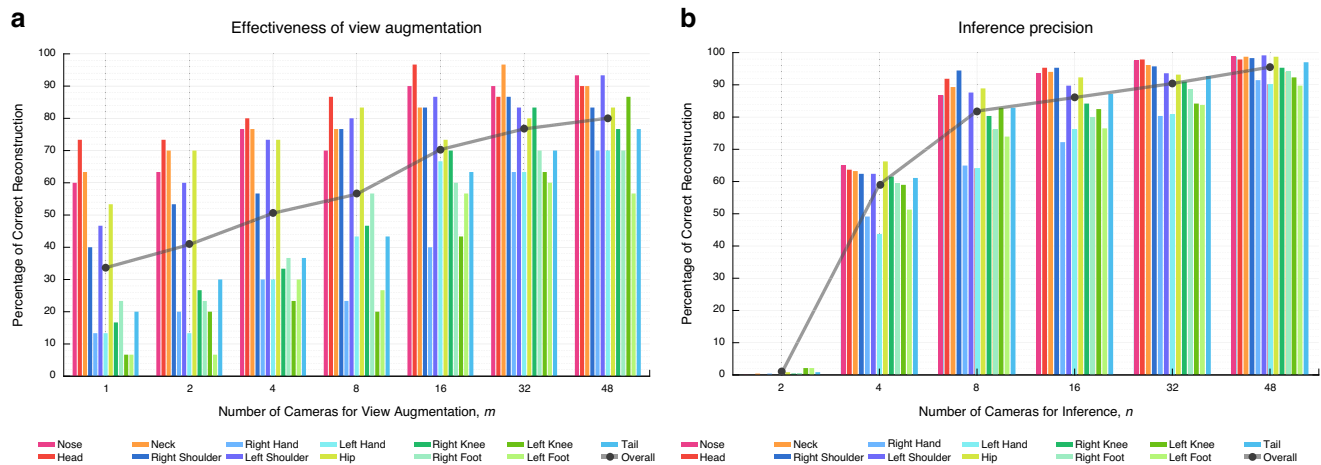 a
Effectiveness of view augmentation
Percentage of Correct Reconstruction
100
90
80
70
60
50
40
30
20
10
0
1 2 4 8 16 32 48
Number of Cameras for View Augmentation, m
Nose Neck Right Hand Left Hand Right Knee Left Knee Tail
Head Right Shoulder Left Shoulder Hip Right Foot Left Foot Overall
b
Inference precision
Percentage of Correct Reconstruction
100
90
80
70
60
50
40
30
20
10
0
2 4 8 16 32 48
Number of Cameras for Inference, n
Nose Neck Right Hand Left Hand Right Knee Left Knee Tail
Head Right Shoulder Left Shoulder Hip Right Foot Left Foot Overall